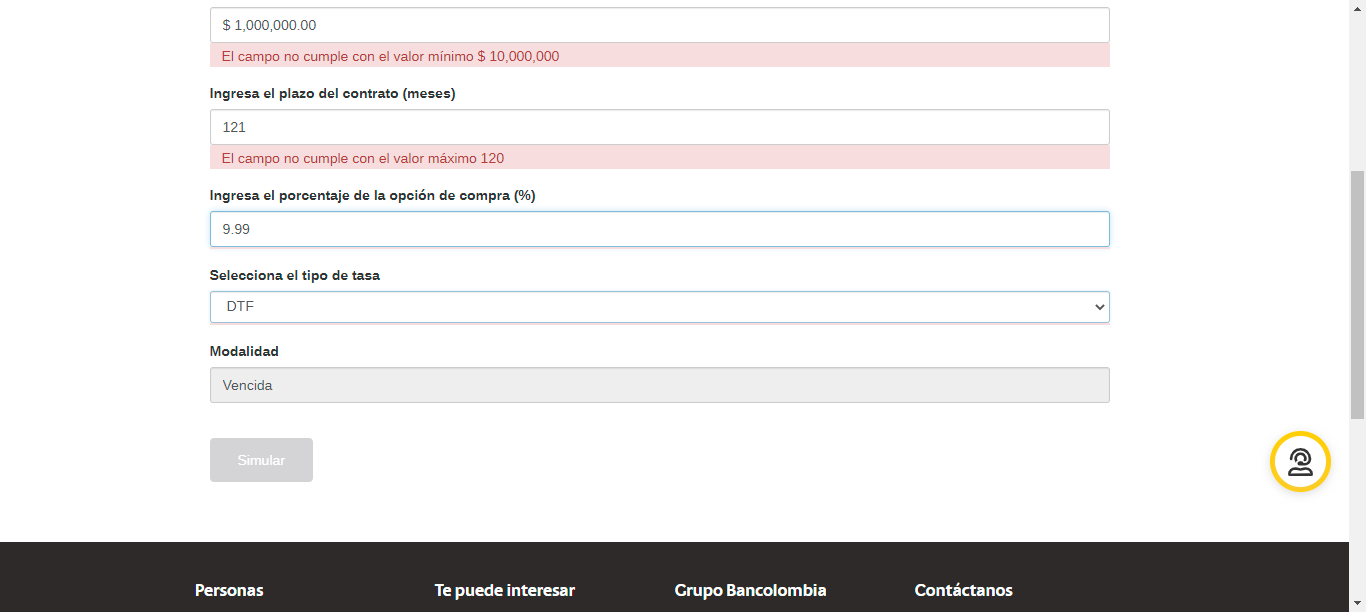 $ 1,000,000.00
El campo no cumple con el valor mínimo $ 10,000,000
Ingresa el plazo del contrato (meses)
121
El campo no cumple con el valor máximo 120
Ingresa el porcentaje de la opción de compra (%)
9.99
Selecciona el tipo de tasa
DTF
Modalidad
Vencida
Simular
Personas Te puede interesar Grupo Bancolombia Contáctanos